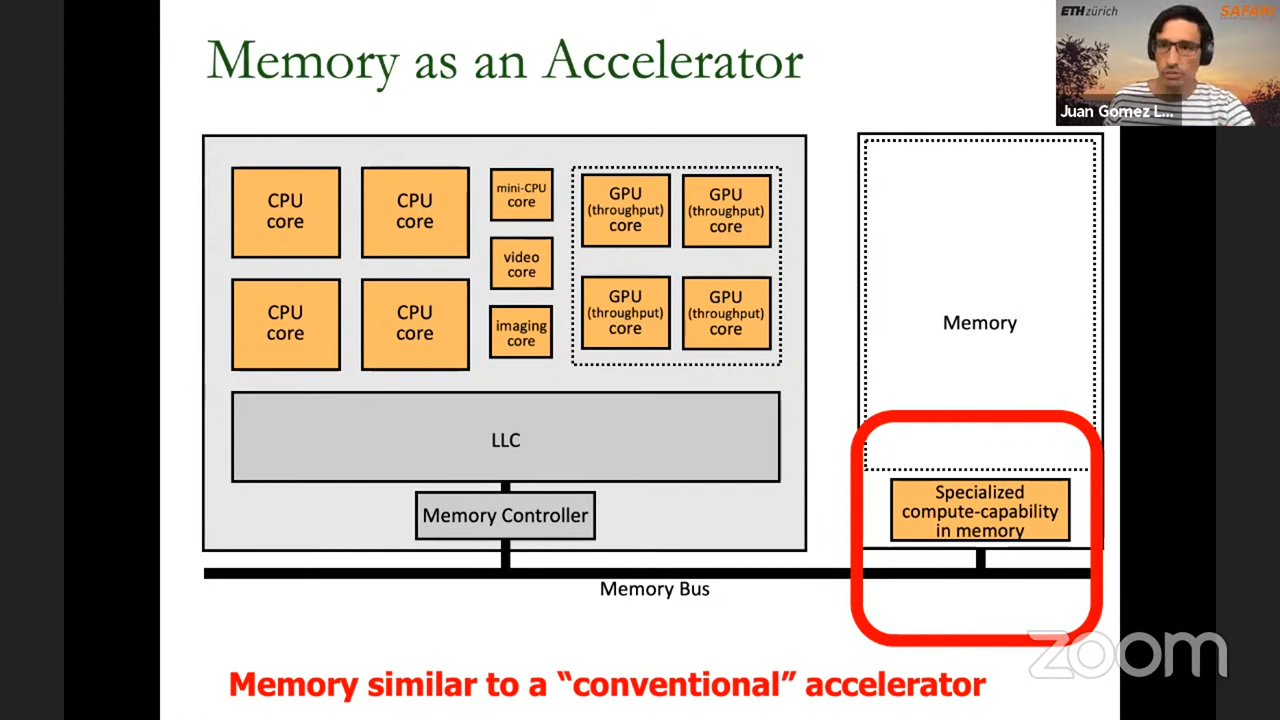 Memory as an Accelerator
ETH zürich
SAFARI
Juan Gomez L...
CPU
core
CPU
core
mini-CPU
core
GPU
(throughput)
core
GPU
(throughput)
core
video
core
CPU
core
CPU
core
imaging
core
GPU
(throughput)
core
GPU
(throughput)
core
Memory
LLC
Memory Controller
Specialized
compute-capability
in memory
Memory Bus
zoom
Memory similar to a “conventional” accelerator